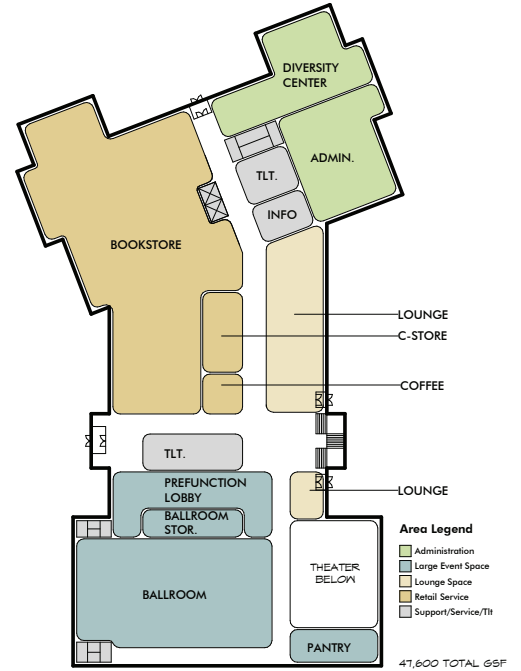 DIVERSITY
CENTER
ADMIN.
TLT.
INFO
BOOKSTORE
LOUNGE
C-STORE
COFFEE
TLT.
PREFUNCTION
LOBBY
LOUNGE
BALLROOM
STOR.
Area Legend
Administration
Large Event Space
Lounge Space
Retail Service
Support/Service/Tlt
THEATER
BELOW
BALLROOM
PANTRY
47,600 TOTAL GSF